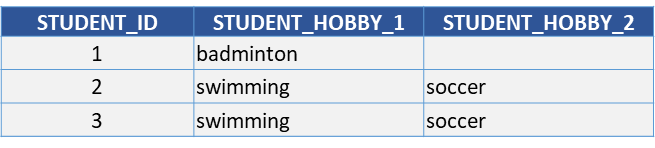 STUDENT_ID STUDENT_HOBBY_1 STUDENT_HOBBY_2
1 badminton
2 swimming soccer
3 swimming soccer